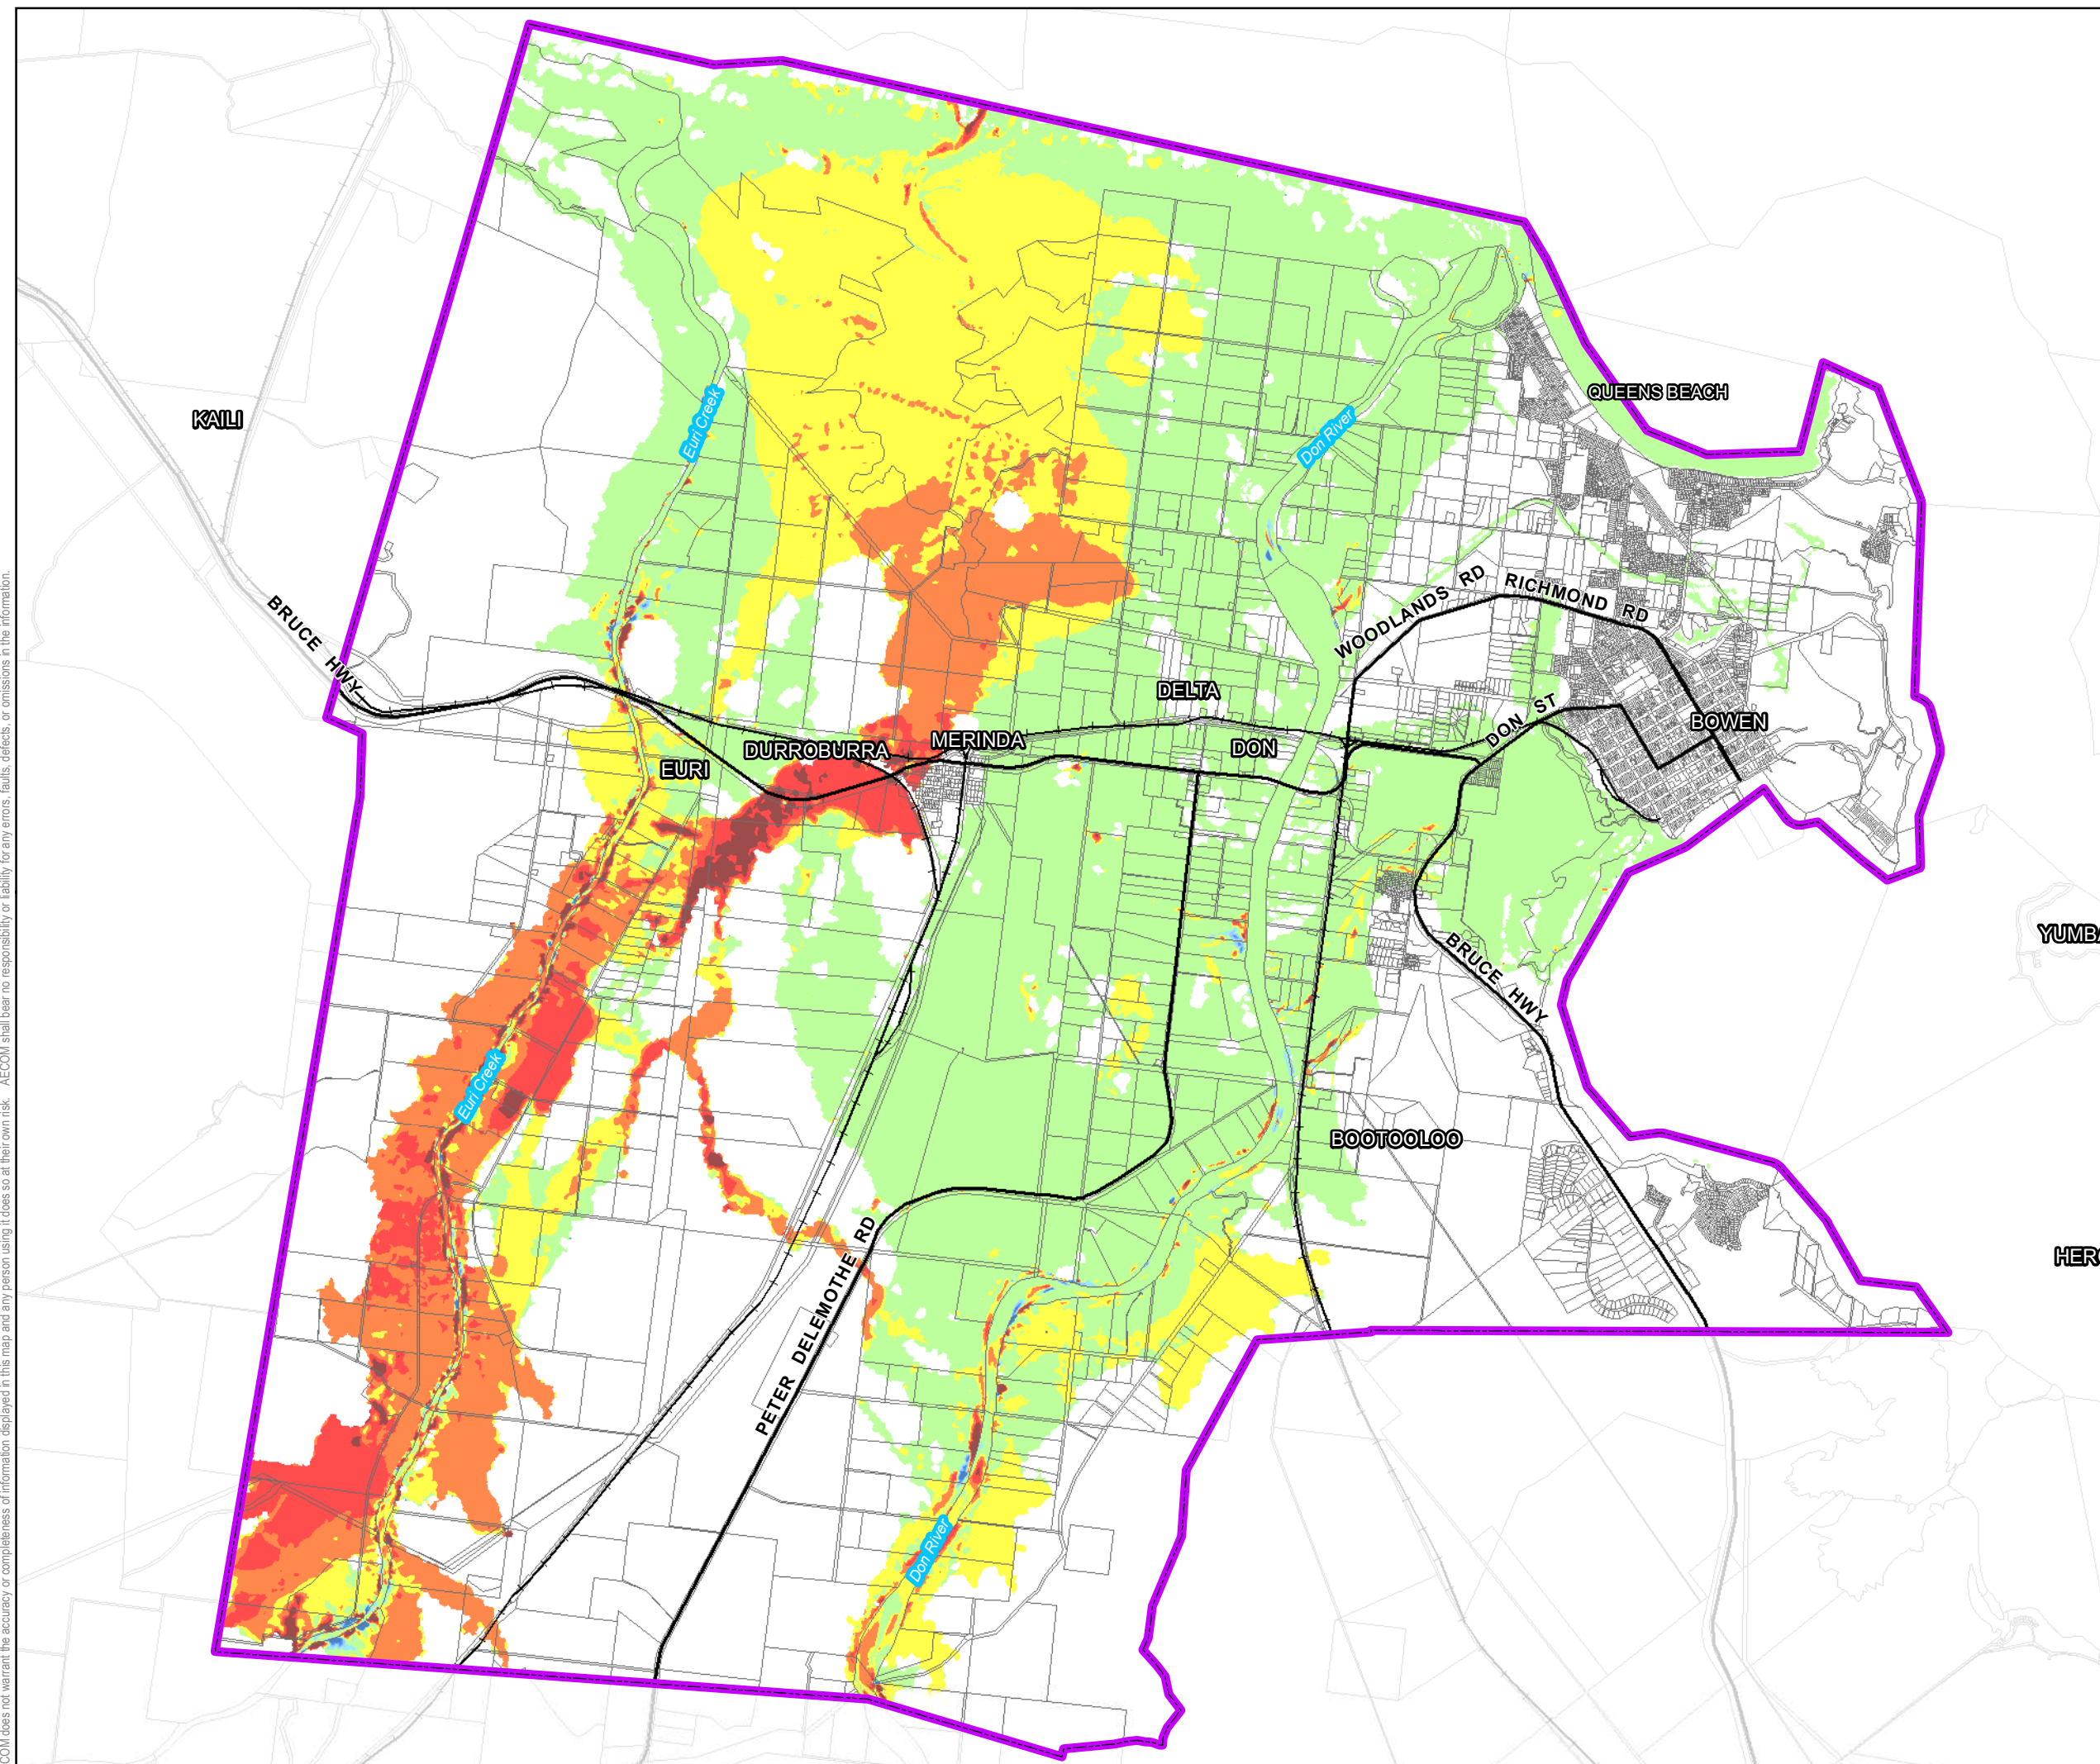 QUEENS BEACH
KAILI
Euri Creek
Don River
WOODLANDS RD
RICHMOND RD
BRUCE HWY
DELTA
DON ST
BOWEN
DURROBURRA
MERINDA
DON
EURI
YUMBA
BRUCE HWY
Euri Creek
BOOTOOLOO
HERO
PETER DELEMOTHE RD
Don River
COM does not warrant the accuracy or completeness of information displayed in this map and any person using it does so at their own risk. AECOM shall bear no responsibility or liability for any errors, faults, defects, or omissions in the information.